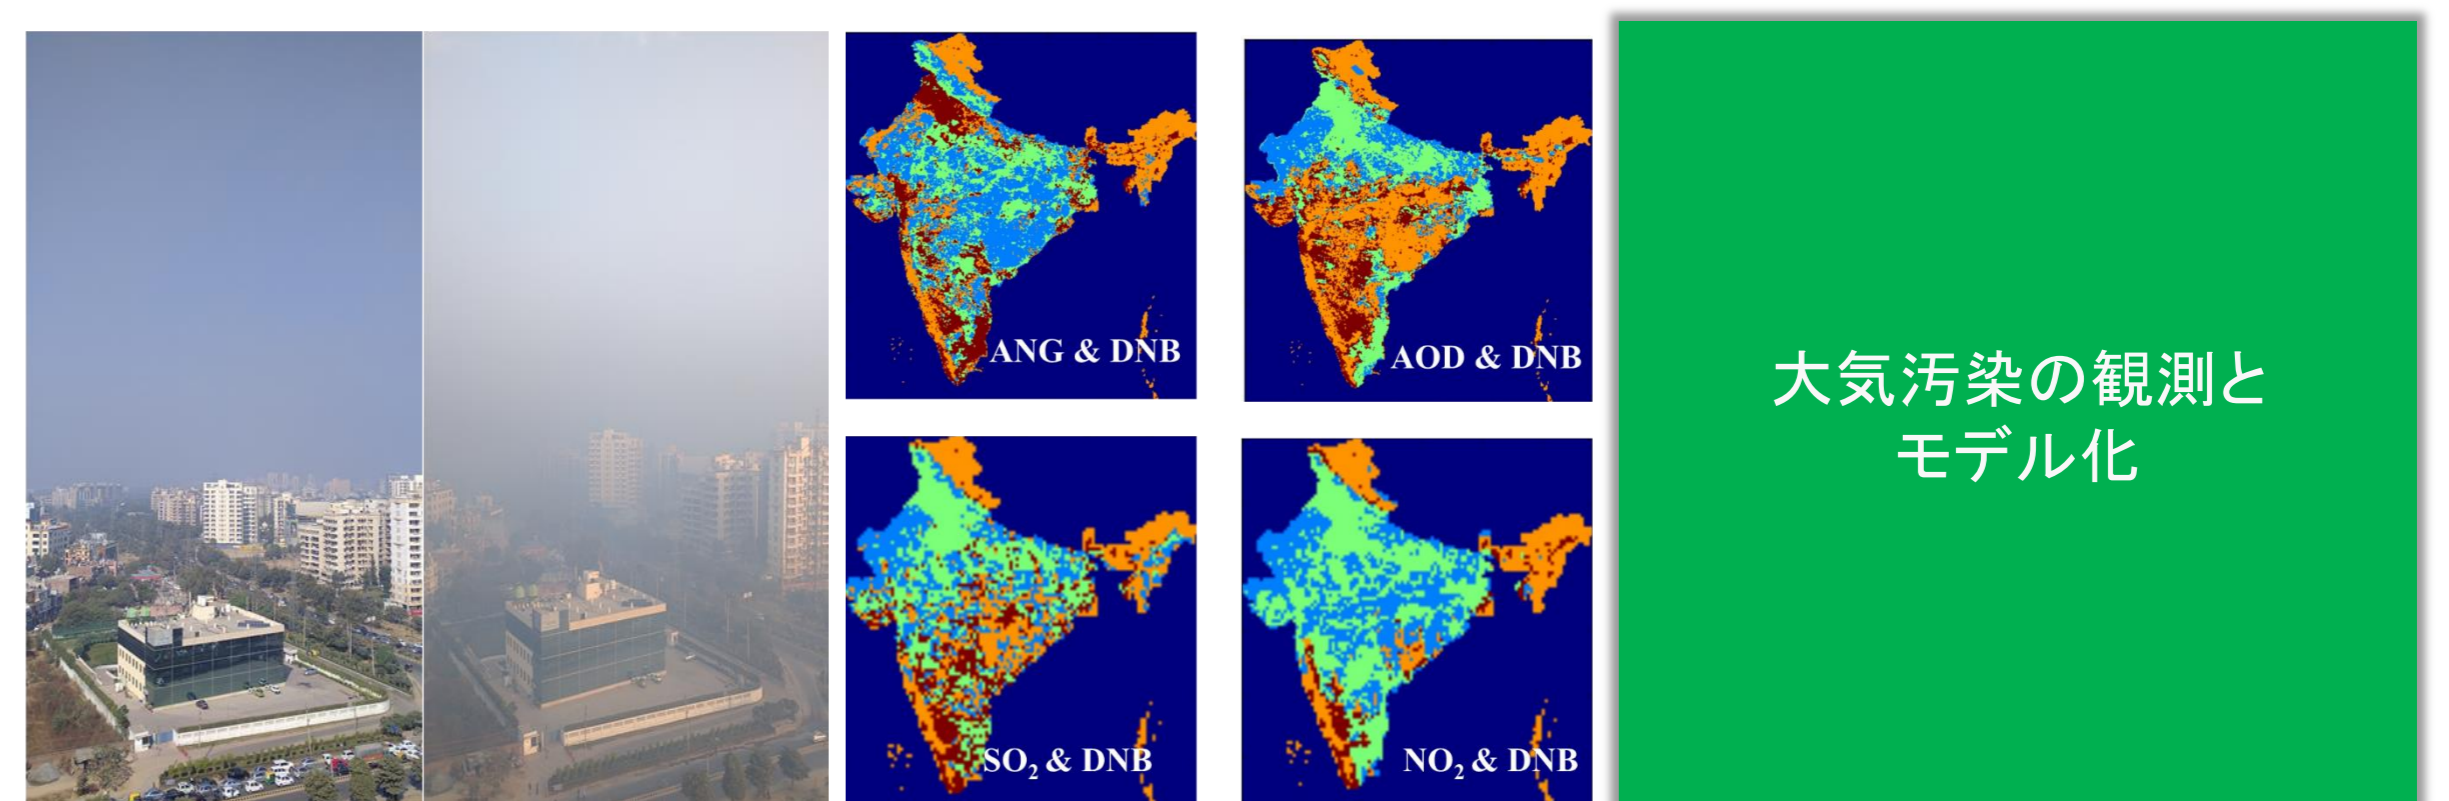 ANG & DNB
AOD & DNB
SO₂ & DNB
NO₂ & DNB
大気汚染の観測と
モデル化